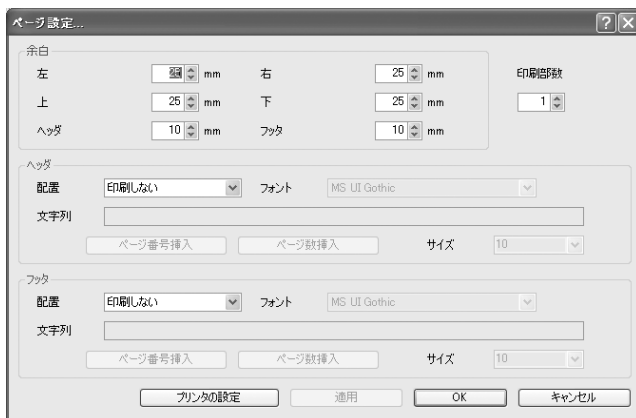 ページ設定...
余白
左 25 mm 右 25 mm 印刷部数
上 25 mm 下 25 mm 1
ヘッダ 10 mm フッタ 10 mm
ヘッダ
配置 印刷しない フォント MS UI Gothic
文字列
ページ番号挿入 ページ数挿入 サイズ 10
フッタ
配置 印刷しない フォント MS UI Gothic
文字列
ページ番号挿入 ページ数挿入 サイズ 10
プリンタの設定 適用 OK キャンセル